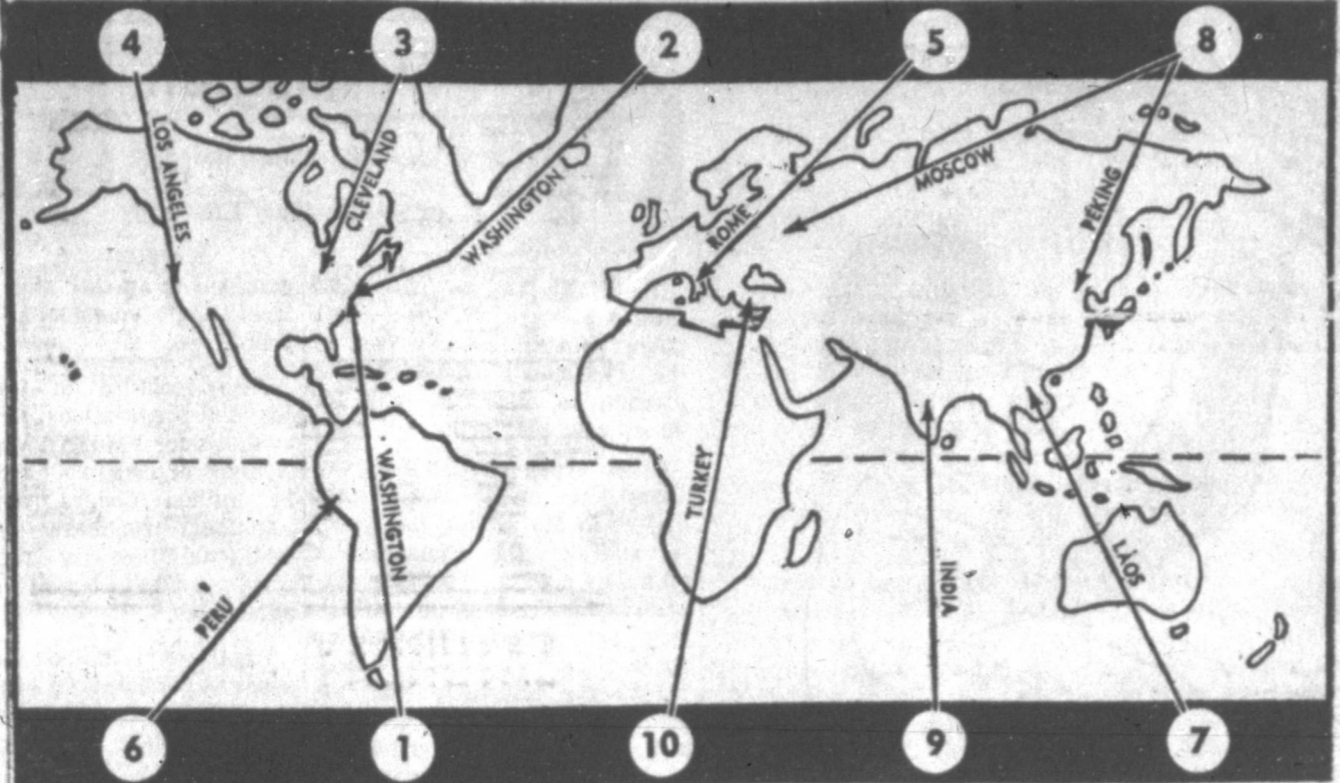 4
3
2
5
8
LOS ANGELES
CLEVELAND
WASHINGTON
ROME
MOSCOW
PEKING
PERU
WASHINGTON
TURKEY
INDIA
LAOS
6
1
10
9
7